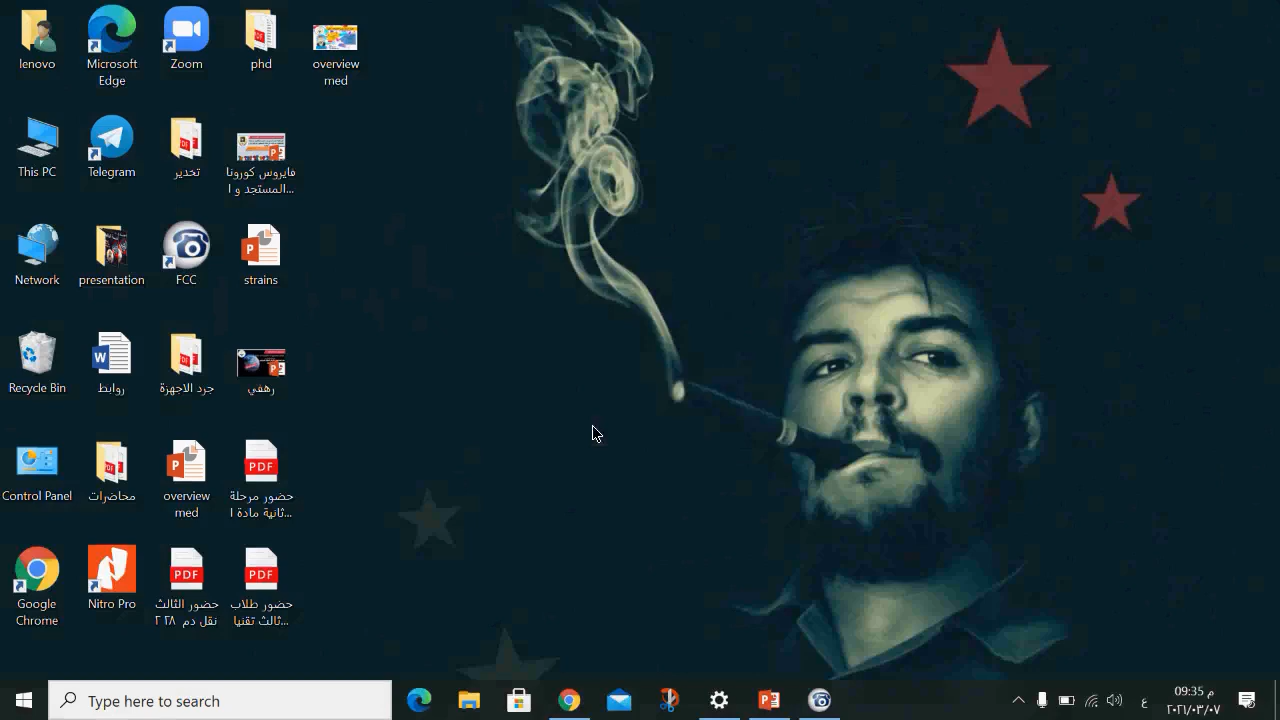 lenovo
Microsoft
Edge
Zoom
phd
overview
med
This PC
Telegram
تخدير
فايروس كورونا
المستجد و ا...
Network
presentation
FCC
strains
Recycle Bin
روابط
جرد الاجهزة
رهفي
Control Panel
محاضرات
overview
med
حضور مرحلة
ثانية مادة ا...
Google
Chrome
Nitro Pro
حضور الثالث
نقل دم ٢٨ ٢
حضور طلاب
ثالث تقنيا...
Type here to search
ع
09:35 م
٢٠٢١/٠٣/٠٧